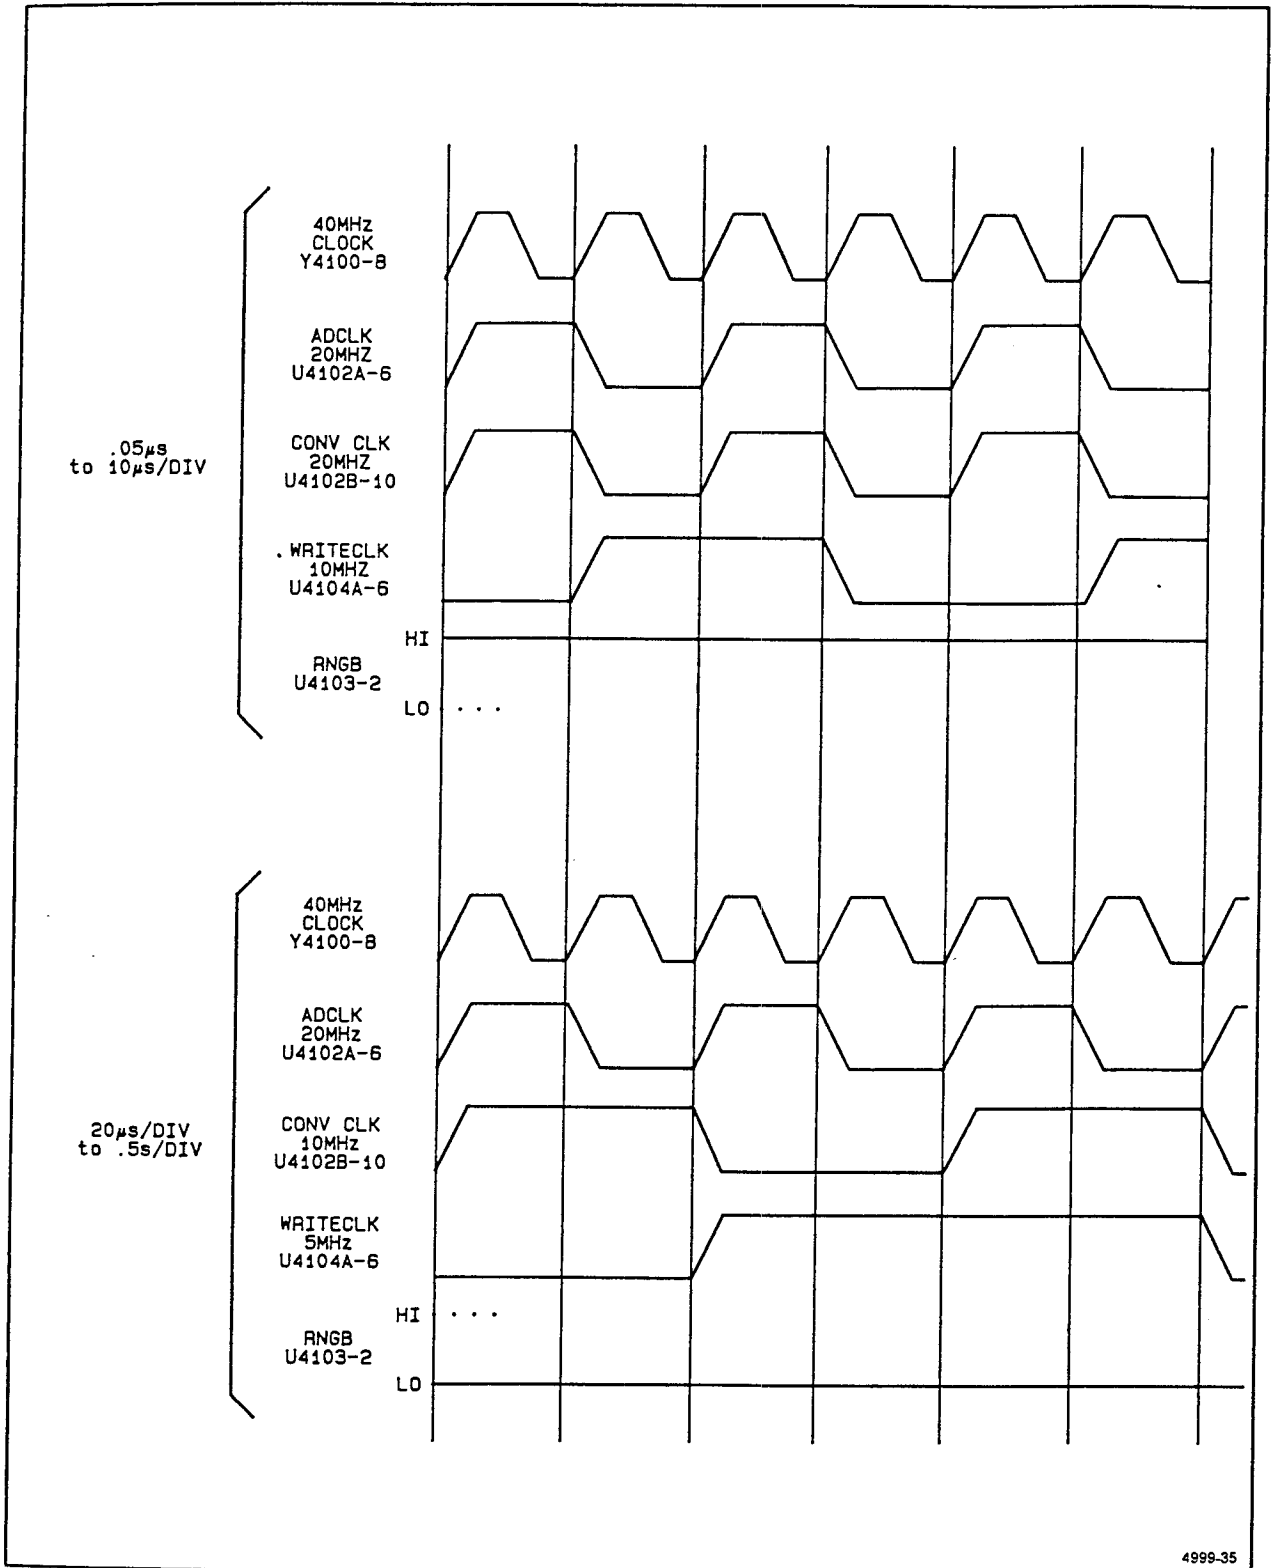 40MHz
CLOCK
Y4100-8
ADCLK
20MHZ
U4102A-6
.05µs
to 10µs/DIV
CONV CLK
20MHZ
U4102B-10
.WRITECLK
10MHZ
U4104A-6
HI
RNGB
U4103-2
LO
40MHz
CLOCK
Y4100-8
ADCLK
20MHz
U4102A-6
20µs/DIV
to .5s/DIV
CONV CLK
10MHz
U4102B-10
WRITECLK
5MHz
U4104A-6
HI
RNGB
U4103-2
LO
4999-35